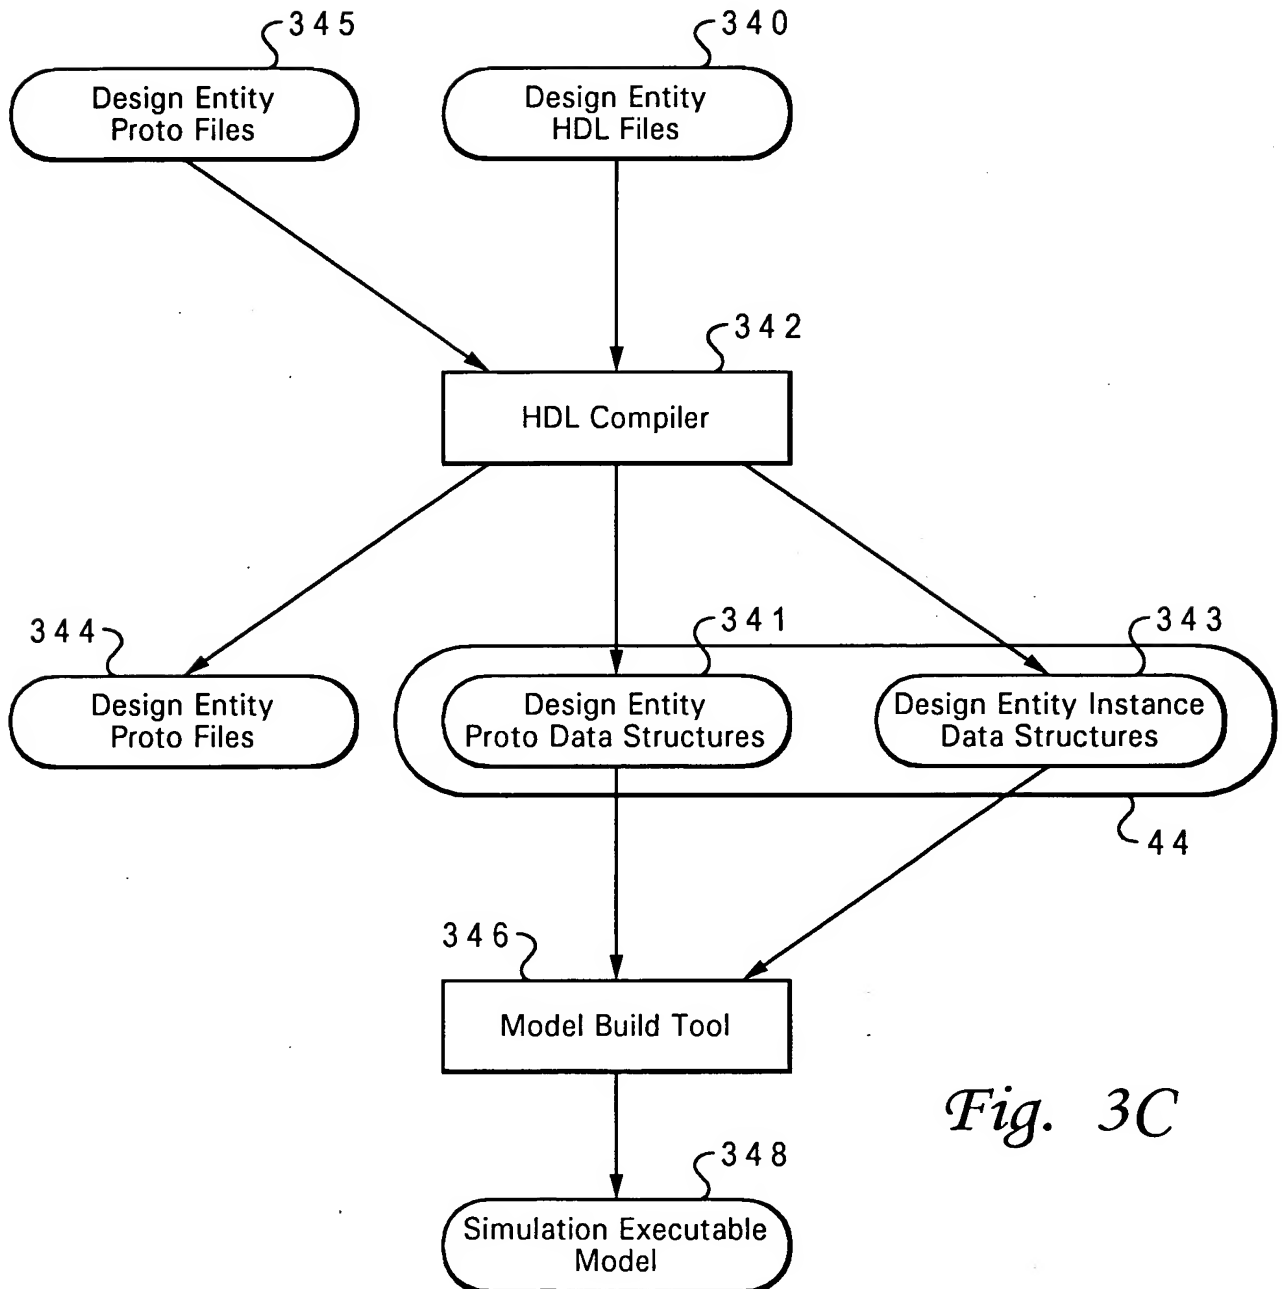 345
340
Design Entity
Proto Files
Design Entity
HDL Files
342
HDL Compiler
344
341
343
Design Entity
Proto Files
Design Entity
Proto Data Structures
Design Entity Instance
Data Structures
44
346
Model Build Tool
Fig. 3C
348
Simulation Executable
Model